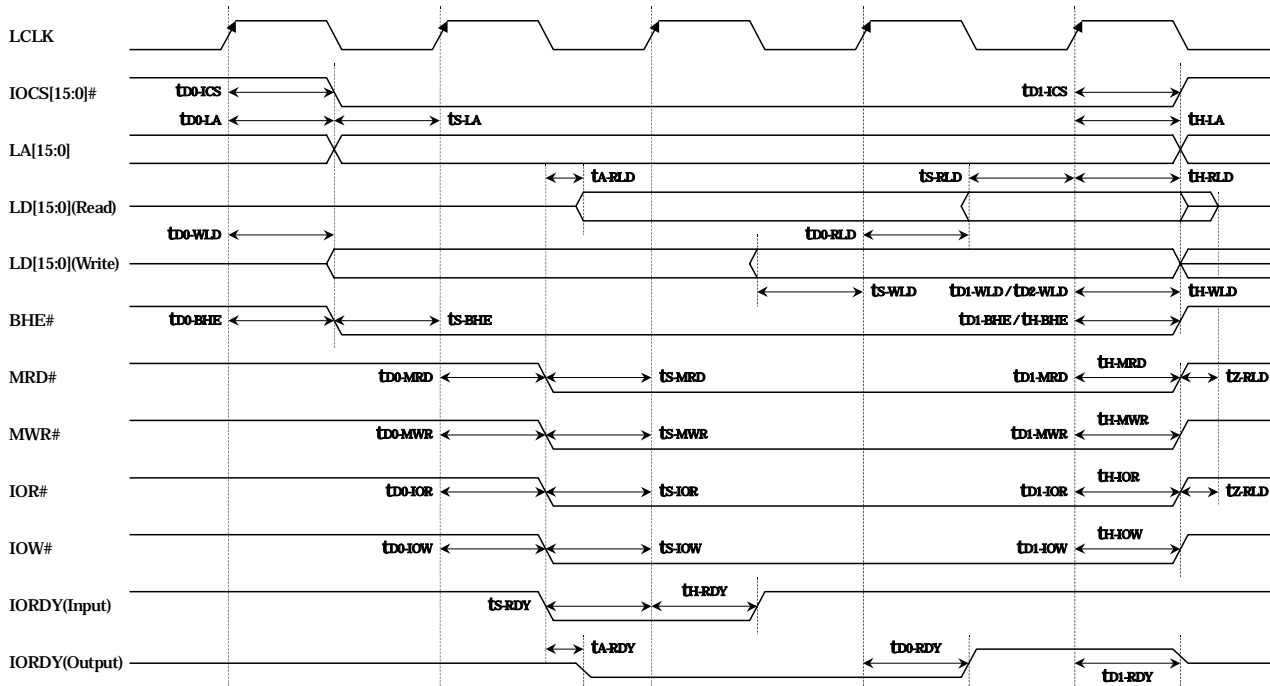 LCLK
IOCS[15:0]# tD0-ICS tD1-ICS
tD0-LA tS-LA tH-LA
LA[15:0]
tA-RLD tS-RLD tH-RLD
LD[15:0](Read)
tD0-WLD tD0-RLD
LD[15:0](Write)
tS-WLD tD1-WLD / tD2-WLD tH-WLD
BHE# tD0-BHE tS-BHE tD1-BHE / tH-BHE
tH-MRD
MRD# tD0-MRD tS-MRD tD1-MRD tZ-RLD
tH-MWR
MWR# tD0-MWR tS-MWR tD1-MWR
tH-IOR
IOR# tD0-IOR tS-IOR tD1-IOR tZ-RLD
tH-IOW
IOW# tD0-IOW tS-IOW tD1-IOW
IORDY(Input) tS-RDY tH-RDY
tA-RDY tD0-RDY
IORDY(Output)
tD1-RDY